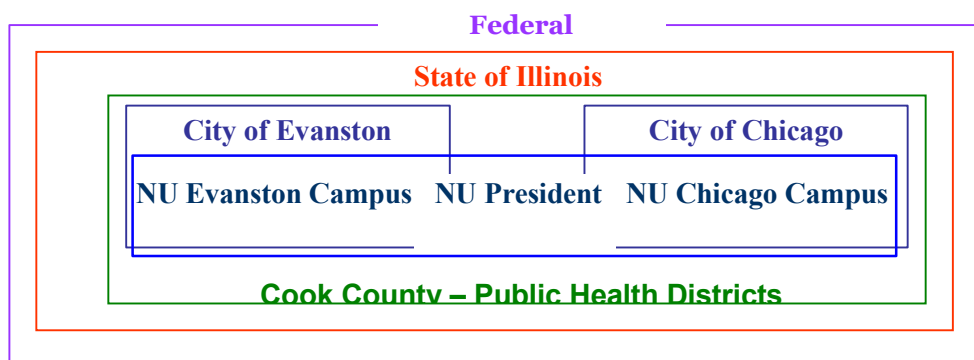 Federal
State of Illinois
City of Evanston City of Chicago
NU Evanston Campus NU President NU Chicago Campus
Cook County – Public Health Districts